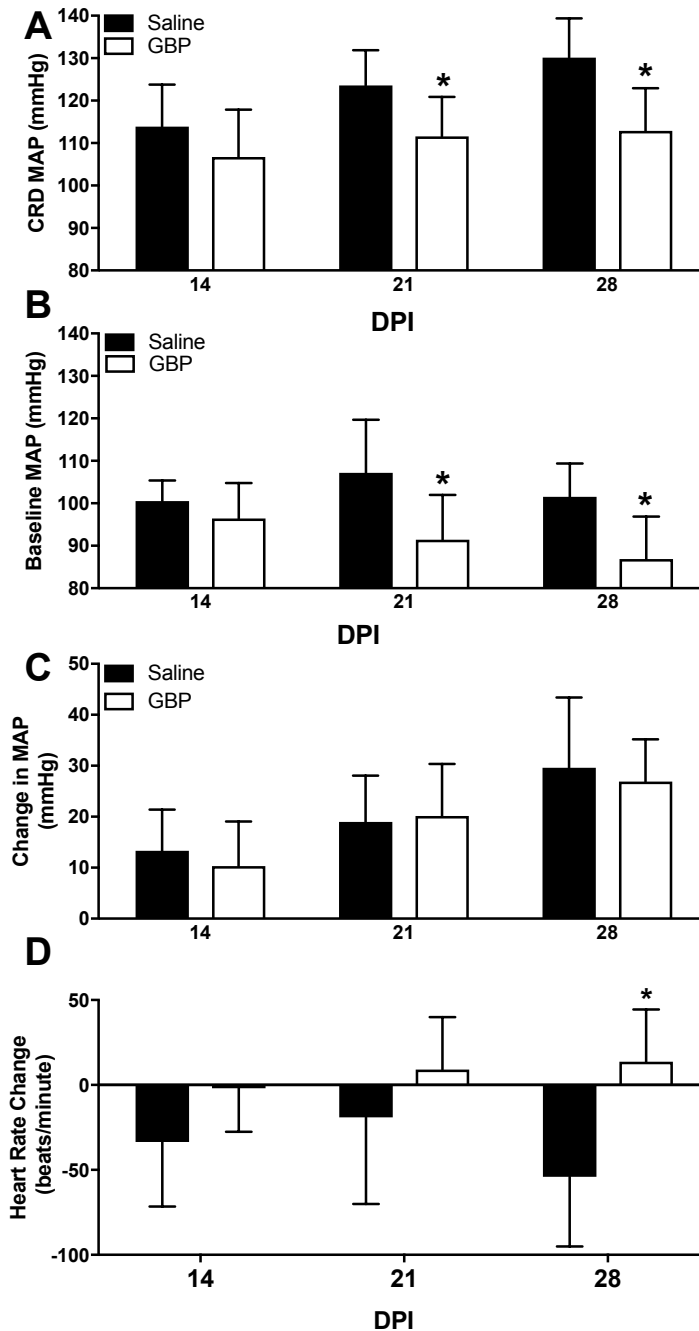 A
Saline
GBP
CRD MAP (mmHg)
140
130
120
110
100
90
80
*
*
14
21
28
DPI
B
Saline
GBP
Baseline MAP (mmHg)
140
130
120
110
100
90
80
*
*
14
21
28
DPI
C
Saline
GBP
Change in MAP
(mmHg)
50
40
30
20
10
0
14
21
28
D
Heart Rate Change
(beats/minute)
50
0
-50
-100
*
14
21
28
DPI